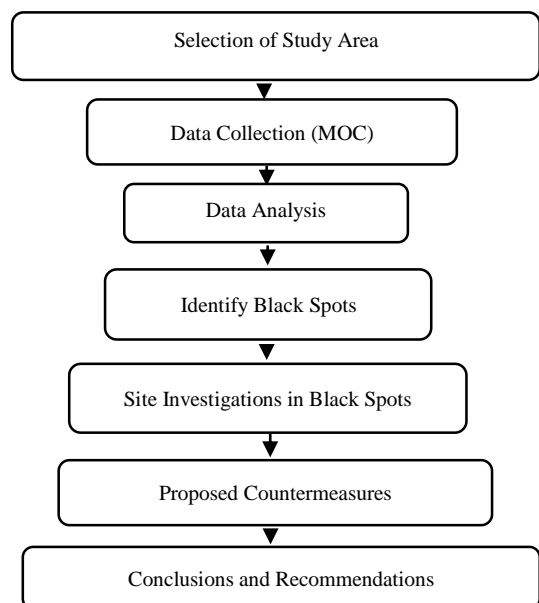 Selection of Study Area
Data Collection (MOC)
Data Analysis
Identify Black Spots
Site Investigations in Black Spots
Proposed Countermeasures
Conclusions and Recommendations